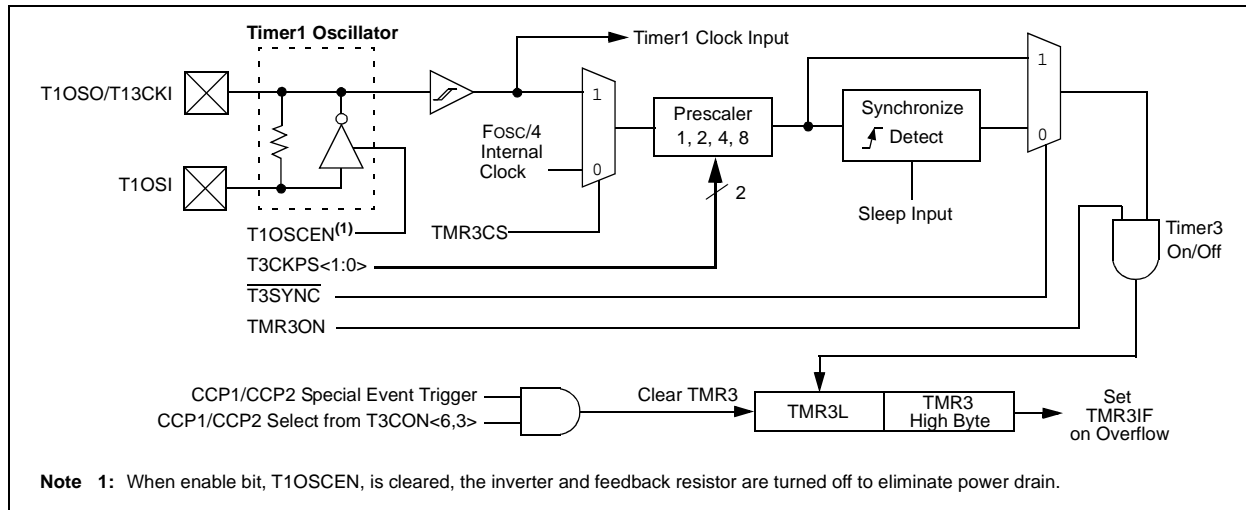 Timer1 Oscillator
Timer1 Clock Input
T1OSO/T13CKI
1
1
Prescaler
1, 2, 4, 8
Synchronize
Detect
FOSC/4
Internal
Clock
0
0
T1OSI
2
Sleep Input
T1OSCEN(1)
TMR3CS
Timer3
On/Off
T3CKPS<1:0>
T3SYNC
TMR3ON
CCP1/CCP2 Special Event Trigger
CCP1/CCP2 Select from T3CON<6,3>
Clear TMR3
TMR3L
TMR3
High Byte
Set
TMR3IF
on Overflow
Note 1: When enable bit, T1OSCEN, is cleared, the inverter and feedback resistor are turned off to eliminate power drain.